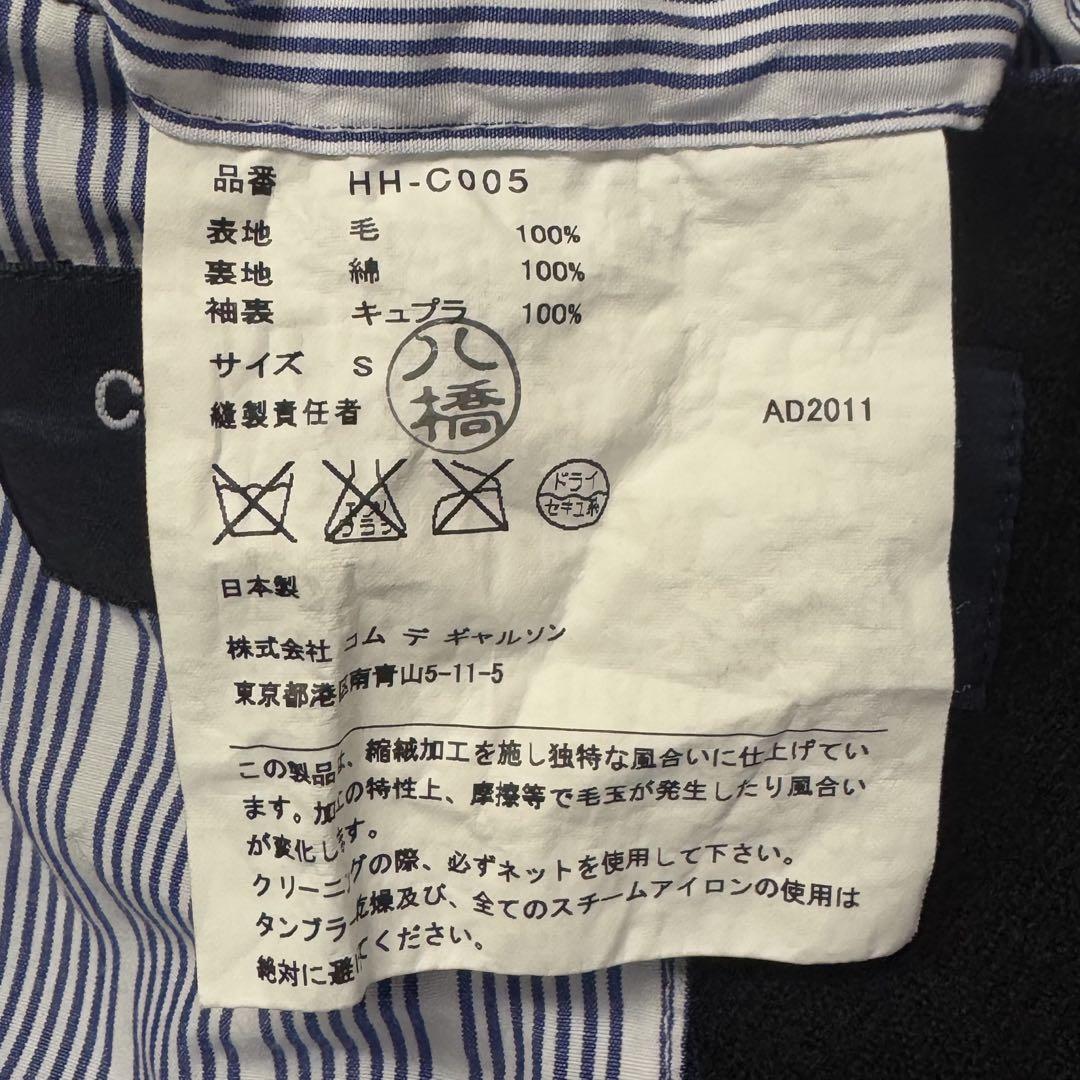 品番 HH-C005
表地 毛 100%
裏地 綿 100%
袖裏 キュプラ 100%
サイズ S
八橋
縫製責任者
AD2011
エンソ
ドライ
セキユ系
日本製
株式会社 コム デ ギャルソン
東京都港区南青山5-11-5
この製品は、縮絨加工を施し独特な風合いに仕上げてい
ます。加工の特性上、摩擦等で毛玉が発生したり風合い
が変化します。
クリーニングの際、必ずネットを使用して下さい。
タンブラー乾燥及び、全てのスチームアイロンの使用は
絶対に避けてください。
C